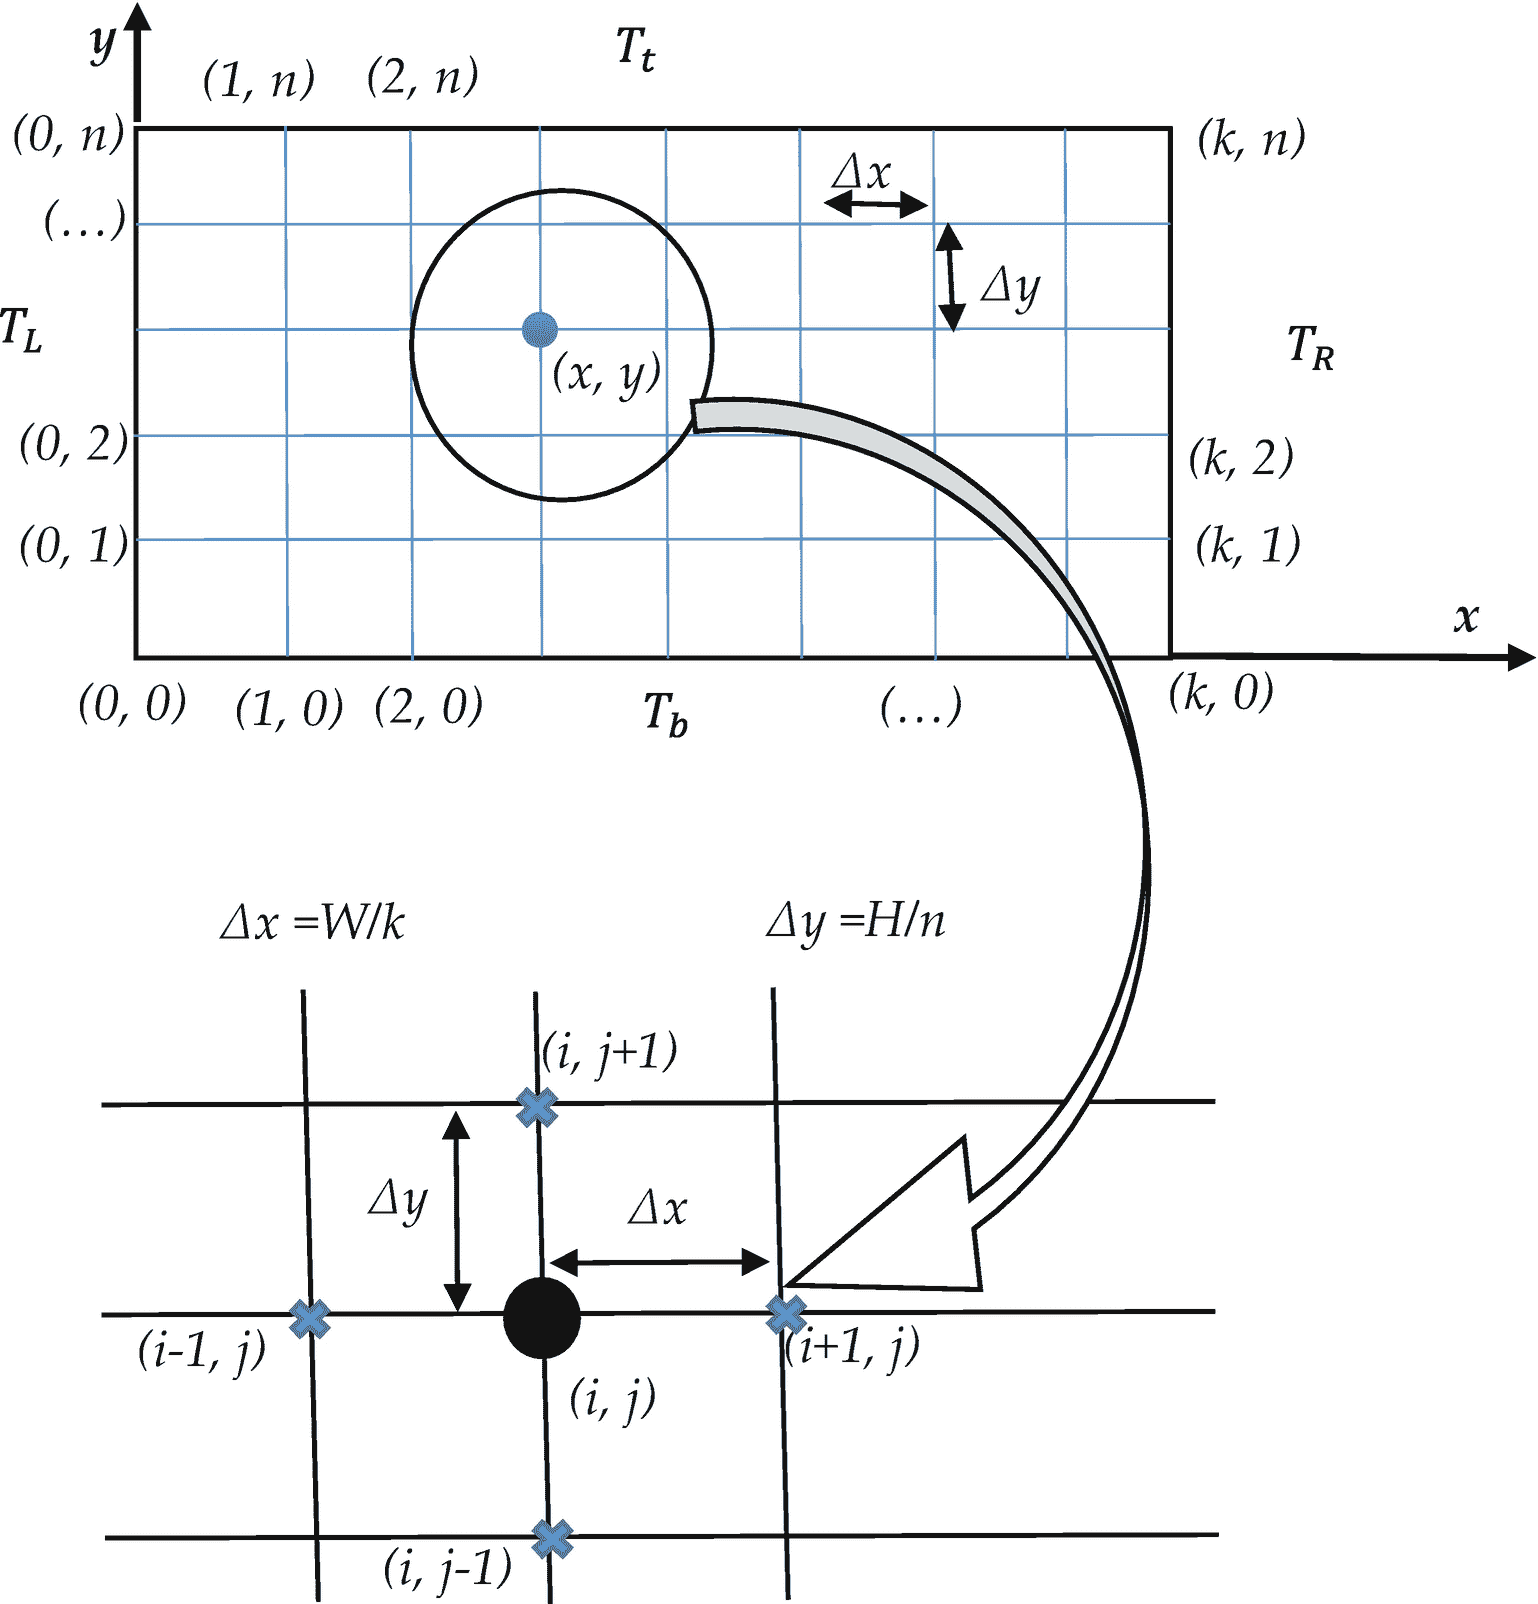 y
T_t
(1, n) (2, n)
(0, n) (k, n)
Δx
(…)
Δy
T_L (x, y) T_R
(0, 2) (k, 2)
(0, 1) (k, 1)
x
(0, 0) (1, 0) (2, 0) T_b (…) (k, 0)
Δx =W/k Δy =H/n
(i, j+1)
Δy Δx
(i-1, j) (i+1, j)
(i, j)
(i, j-1)